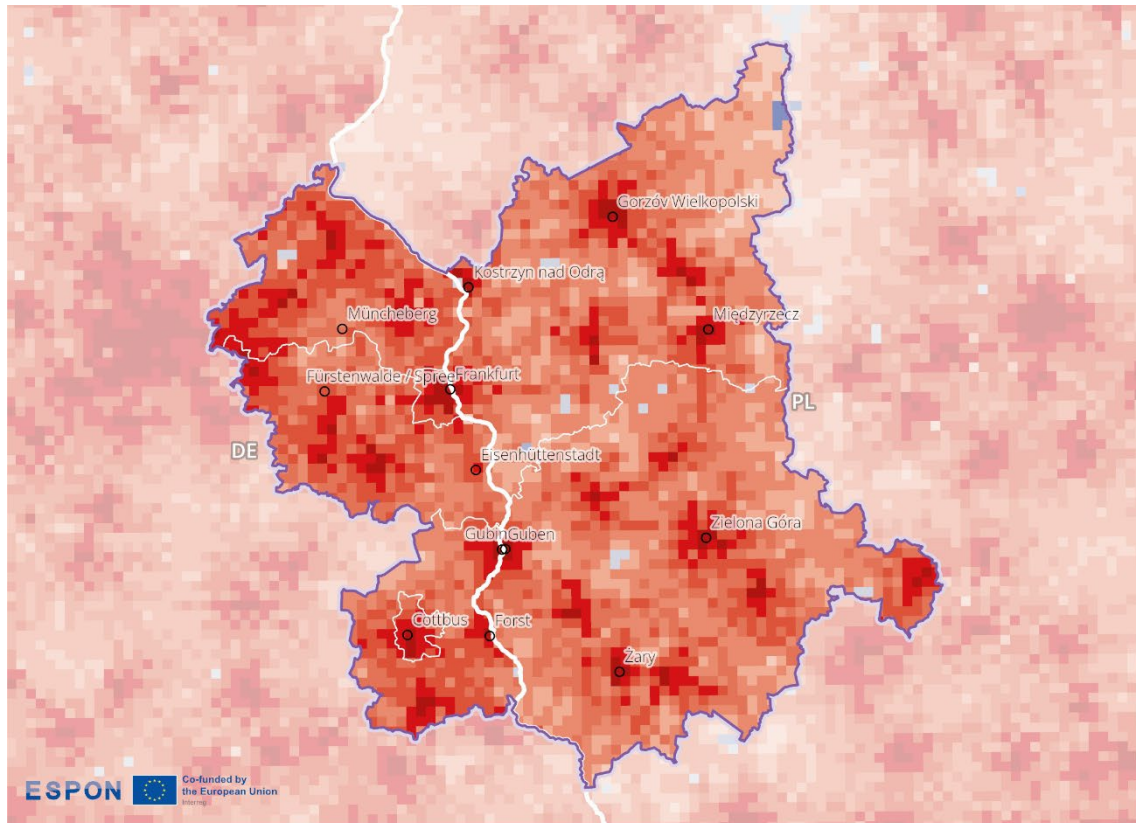 Gorzóv Wielkopolski
Kostrzyn nad Odrą
Müncheberg
Międzyrzecz
Fürstenwalde / Spree
Frankfurt
PL
DE
Eisenhüttenstadt
Zielona Góra
Gubin
Guben
Cottbus
Forst
Żary
ESPON
Co-funded by
the European Union
Interreg